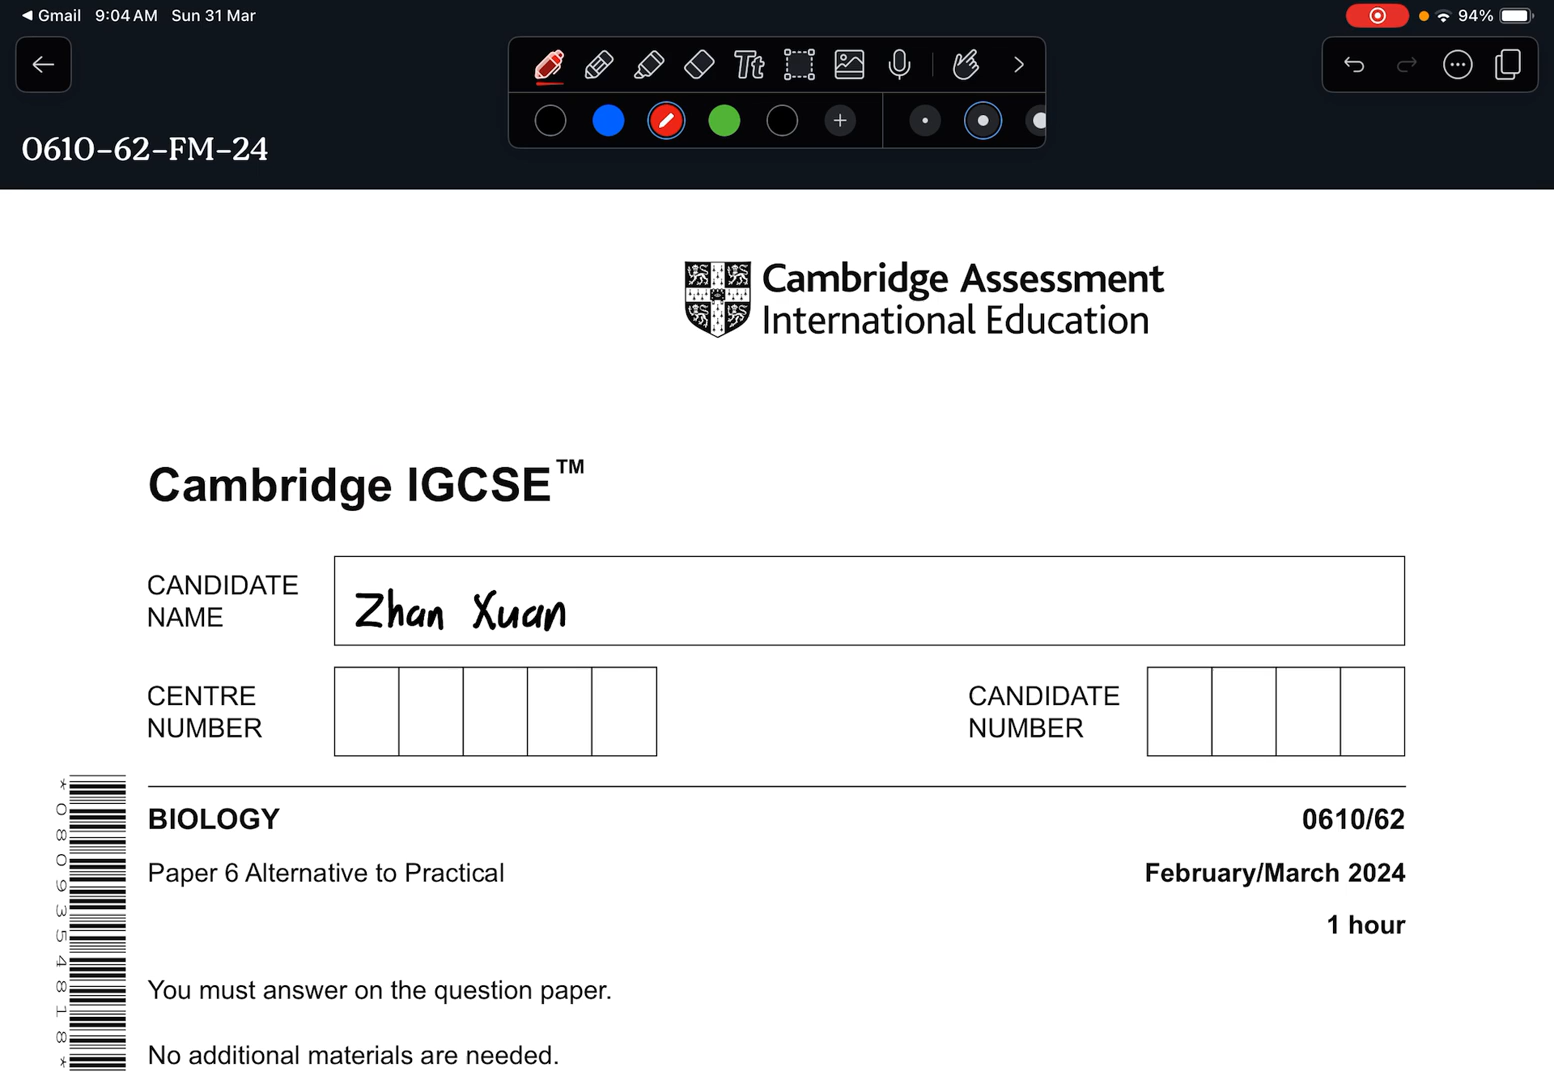 Gmail 9:04 AM Sun 31 Mar
94%
Tt
0610-62-FM-24
Cambridge Assessment
International Education
Cambridge IGCSE™
CANDIDATE
NAME
Zhan Xuan
CENTRE
NUMBER
CANDIDATE
NUMBER
*0809354818*
BIOLOGY
0610/62
Paper 6 Alternative to Practical
February/March 2024
1 hour
You must answer on the question paper.
No additional materials are needed.